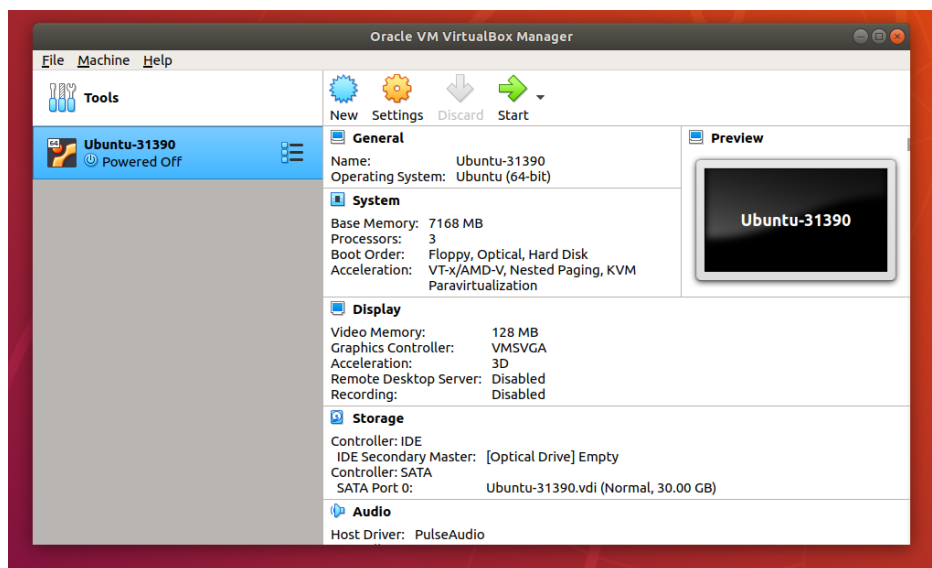 Oracle VM VirtualBox Manager
File Machine Help
Tools
New Settings Discard Start
64
Ubuntu-31390
Powered Off
General
Name: Ubuntu-31390
Operating System: Ubuntu (64-bit)
System
Base Memory: 7168 MB
Processors: 3
Boot Order: Floppy, Optical, Hard Disk
Acceleration: VT-x/AMD-V, Nested Paging, KVM
Paravirtualization
Preview
Ubuntu-31390
Display
Video Memory: 128 MB
Graphics Controller: VMSVGA
Acceleration: 3D
Remote Desktop Server: Disabled
Recording: Disabled
Storage
Controller: IDE
IDE Secondary Master: [Optical Drive] Empty
Controller: SATA
SATA Port 0: Ubuntu-31390.vdi (Normal, 30.00 GB)
Audio
Host Driver: PulseAudio